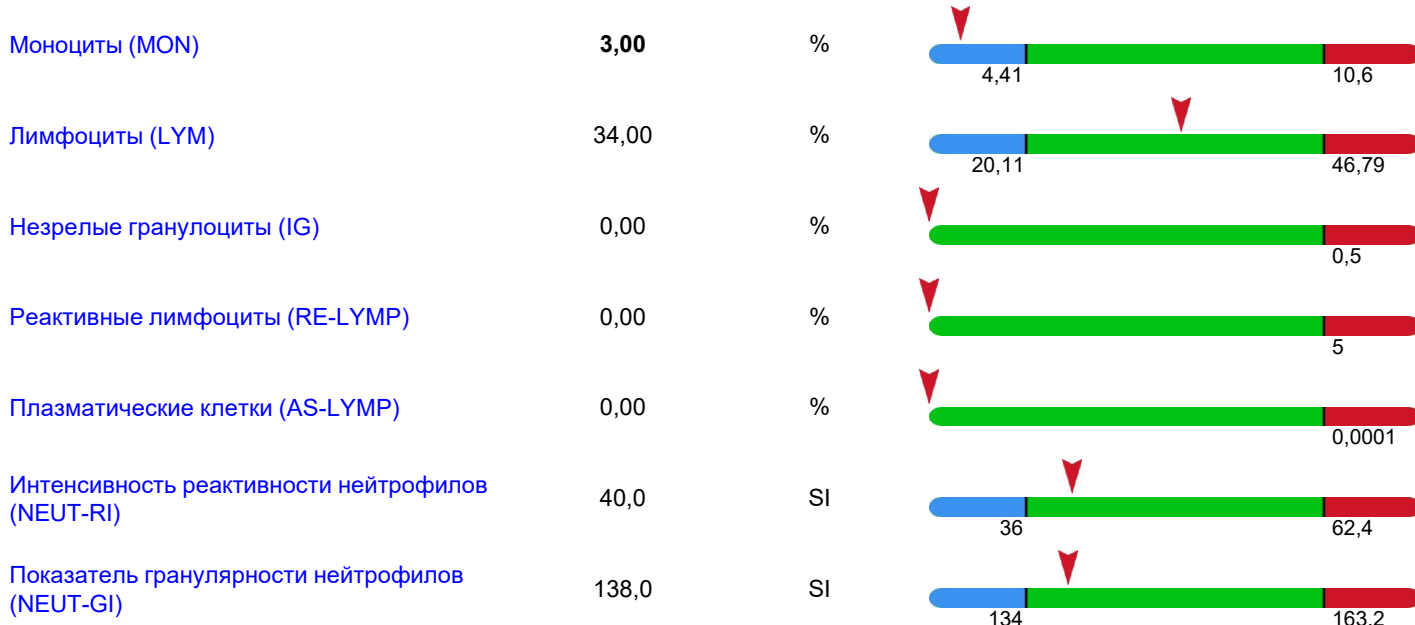 Моноциты (MON) 3,00 % 4,41 10,6
Лимфоциты (LYM) 34,00 % 20,11 46,79
Незрелые гранулоциты (IG) 0,00 % 0,5
Реактивные лимфоциты (RE-LYMP) 0,00 % 5
Плазматические клетки (AS-LYMP) 0,00 % 0,0001
Интенсивность реактивности нейтрофилов
(NEUT-RI) 40,0 SI 36 62,4
Показатель гранулярности нейтрофилов
(NEUT-GI) 138,0 SI 134 163,2